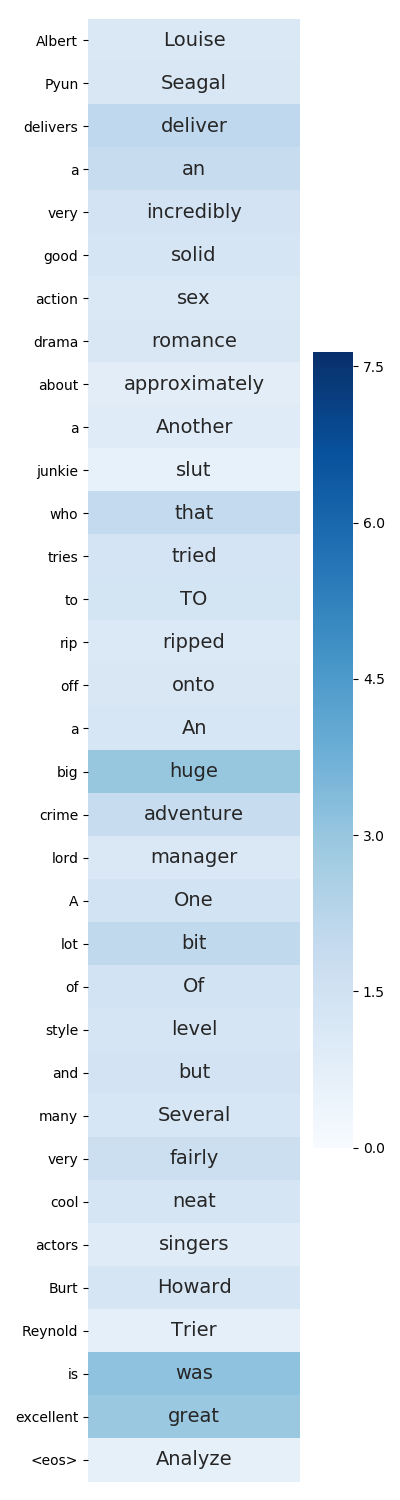 Albert Louise
Pyun Seagal
delivers deliver
a an
very incredibly
good solid
action sex
drama romance
about approximately
a Another
junkie slut
who that
tries tried
to TO
rip ripped
off onto
a An
big huge
crime adventure
lord manager
A One
lot bit
of Of
style level
and but
many Several
very fairly
cool neat
actors singers
Burt Howard
Reynold Trier
is was
excellent great
<eos> Analyze
7.5
6.0
4.5
3.0
1.5
0.0